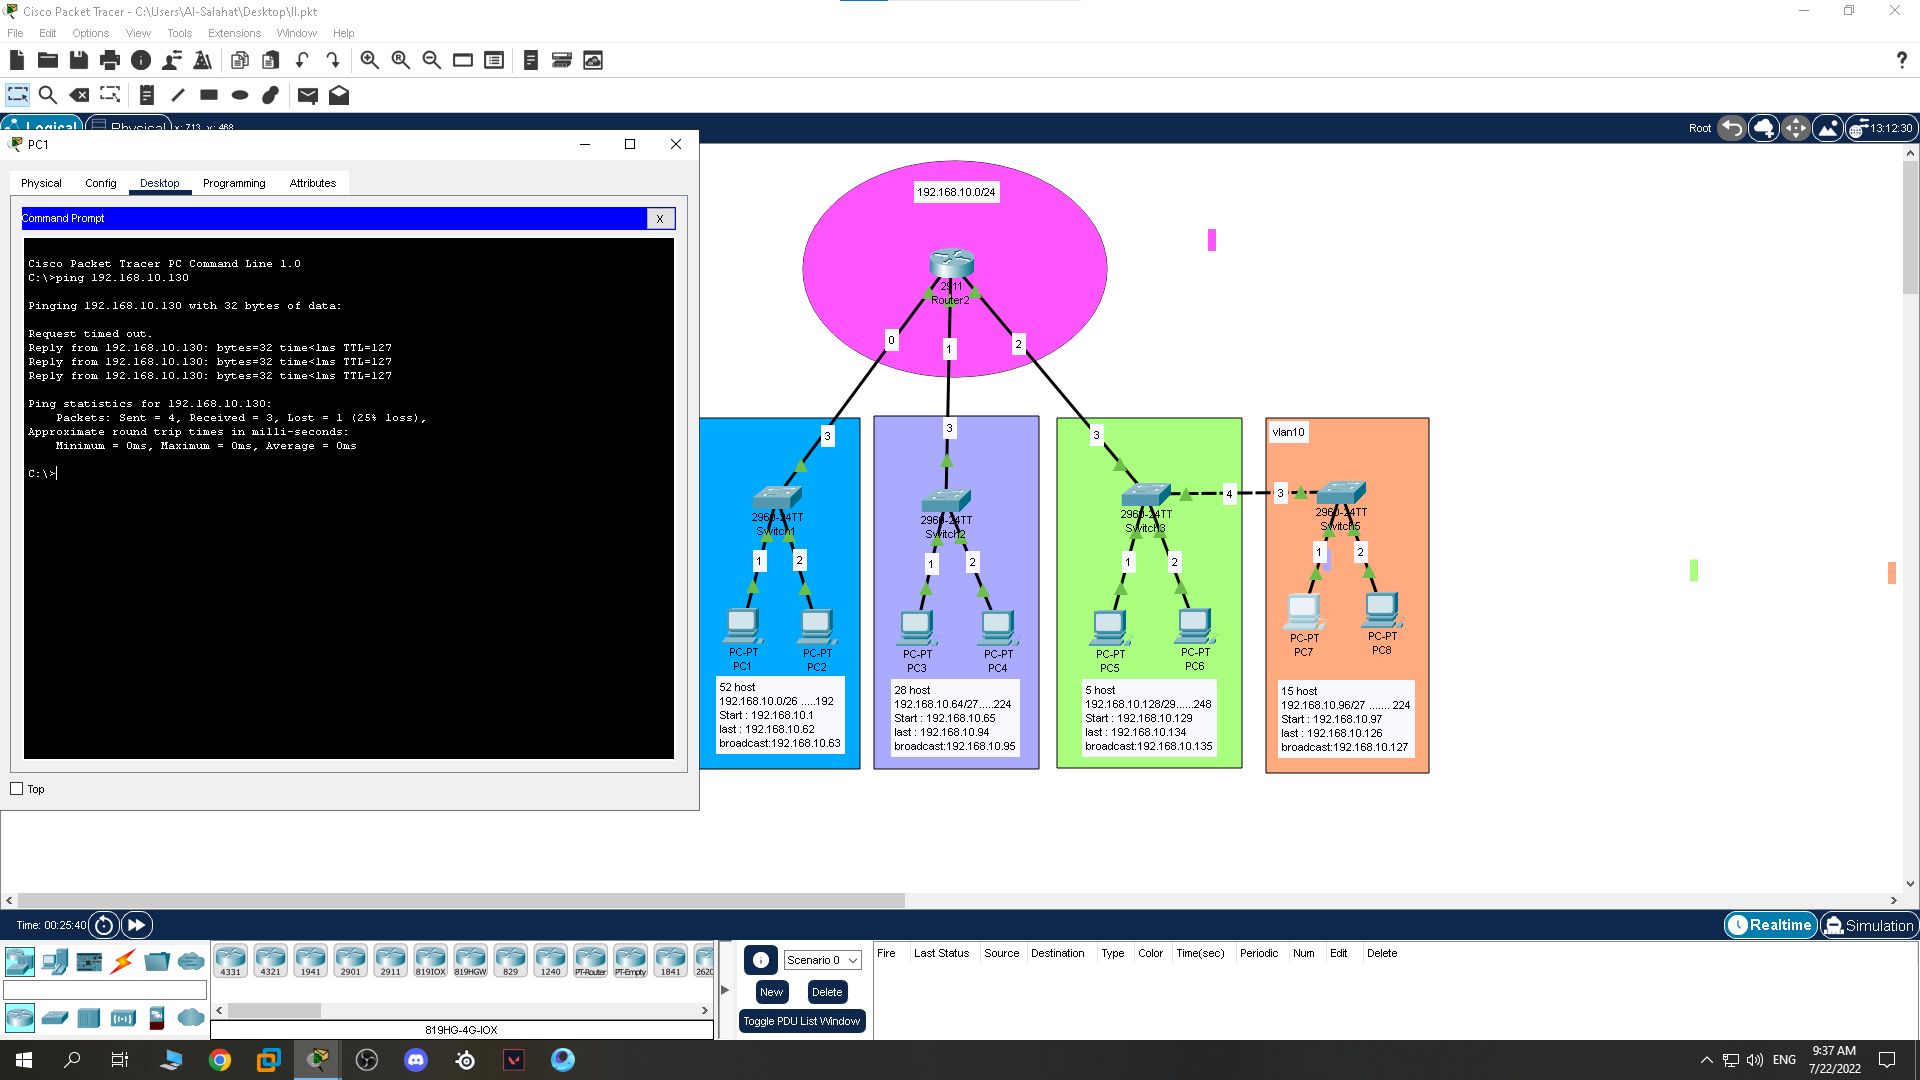 Cisco Packet Tracer - C:\Users\Al-Salahat\Desktop\ll.pkt
File Edit Options View Tools Extensions Window Help
?
Logical Physical x: 713, y: 468
Root 13:12:30
PC1
Physical Config Desktop Programming Attributes
Command Prompt X
Cisco Packet Tracer PC Command Line 1.0
C:\>ping 192.168.10.130
Pinging 192.168.10.130 with 32 bytes of data:
Request timed out.
Reply from 192.168.10.130: bytes=32 time<1ms TTL=127
Reply from 192.168.10.130: bytes=32 time<1ms TTL=127
Reply from 192.168.10.130: bytes=32 time<1ms TTL=127
Ping statistics for 192.168.10.130:
Packets: Sent = 4, Received = 3, Lost = 1 (25% loss),
Approximate round trip times in milli-seconds:
Minimum = 0ms, Maximum = 0ms, Average = 0ms
C:\>
Top
192.168.10.0/24
2911
Router2
0 1 2
3 3 3
vlan10
4 3
2960-24TT
Switch1
2960-24TT
Switch2
2960-24TT
Switch3
2960-24TT
Switch5
1 2
1 2
1 2
1 2
PC-PT
PC1
PC-PT
PC2
PC-PT
PC3
PC-PT
PC4
PC-PT
PC5
PC-PT
PC6
PC-PT
PC7
PC-PT
PC8
52 host
192.168.10.0/26 .....192
Start : 192.168.10.1
last : 192.168.10.62
broadcast:192.168.10.63
28 host
192.168.10.64/27.....224
Start : 192.168.10.65
last : 192.168.10.94
broadcast:192.168.10.95
5 host
192.168.10.128/29......248
Start : 192.168.10.129
last : 192.168.10.134
broadcast:192.168.10.135
15 host
192.168.10.96/27 ....... 224
Start : 192.168.10.97
last : 192.168.10.126
broadcast:192.168.10.127
Time: 00:25:40
Realtime Simulation
4331 4321 1941 2901 2911 819IOX 819HGW 829 1240 PT-Router PT-Empty 1841 2620
819HG-4G-IOX
Scenario 0
New Delete
Toggle PDU List Window
Fire Last Status Source Destination Type Color Time(sec) Periodic Num Edit Delete
ENG
9:37 AM
7/22/2022